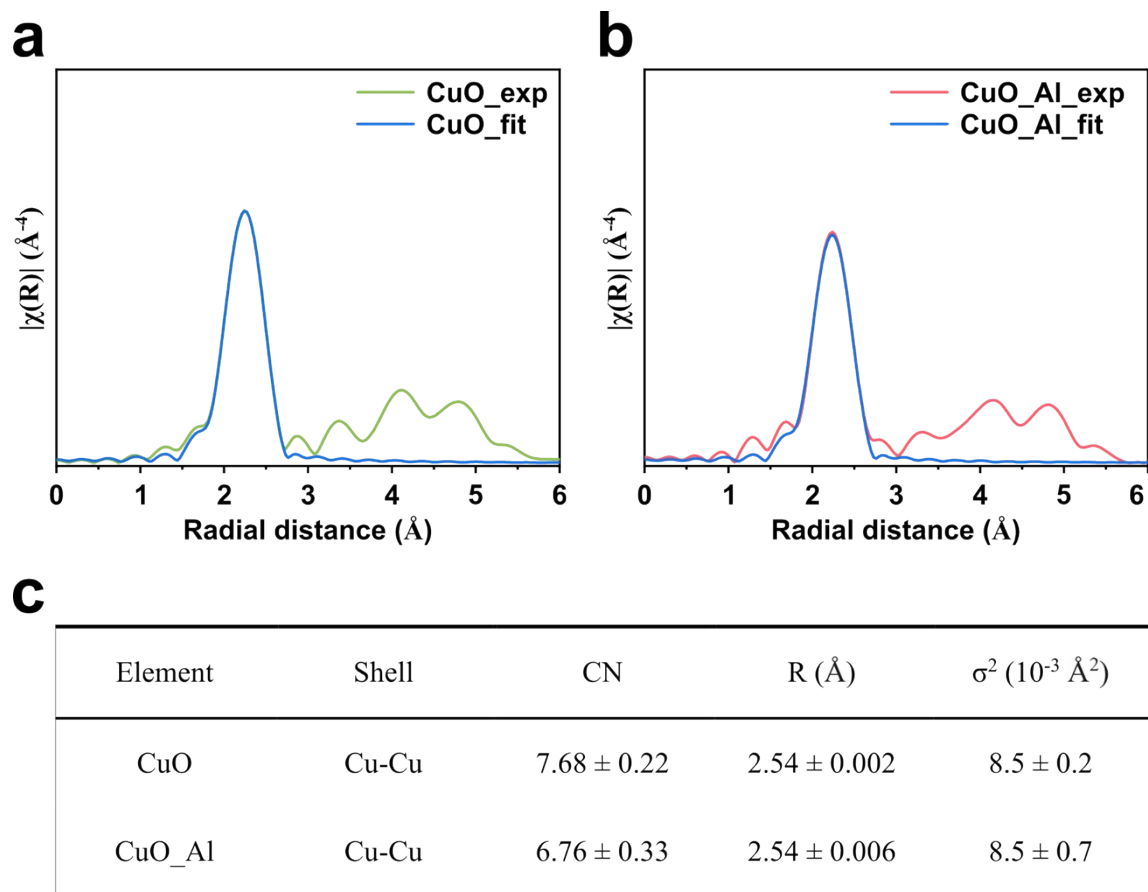 a
CuO_exp
CuO_fit
|χ(R)| (Å⁻⁴)
0 1 2 3 4 5 6
Radial distance (Å)
b
CuO_Al_exp
CuO_Al_fit
|χ(R)| (Å⁻⁴)
0 1 2 3 4 5 6
Radial distance (Å)
c
Element Shell CN R (Å) σ² (10⁻³ Å²)
CuO Cu-Cu 7.68 ± 0.22 2.54 ± 0.002 8.5 ± 0.2
CuO_Al Cu-Cu 6.76 ± 0.33 2.54 ± 0.006 8.5 ± 0.7